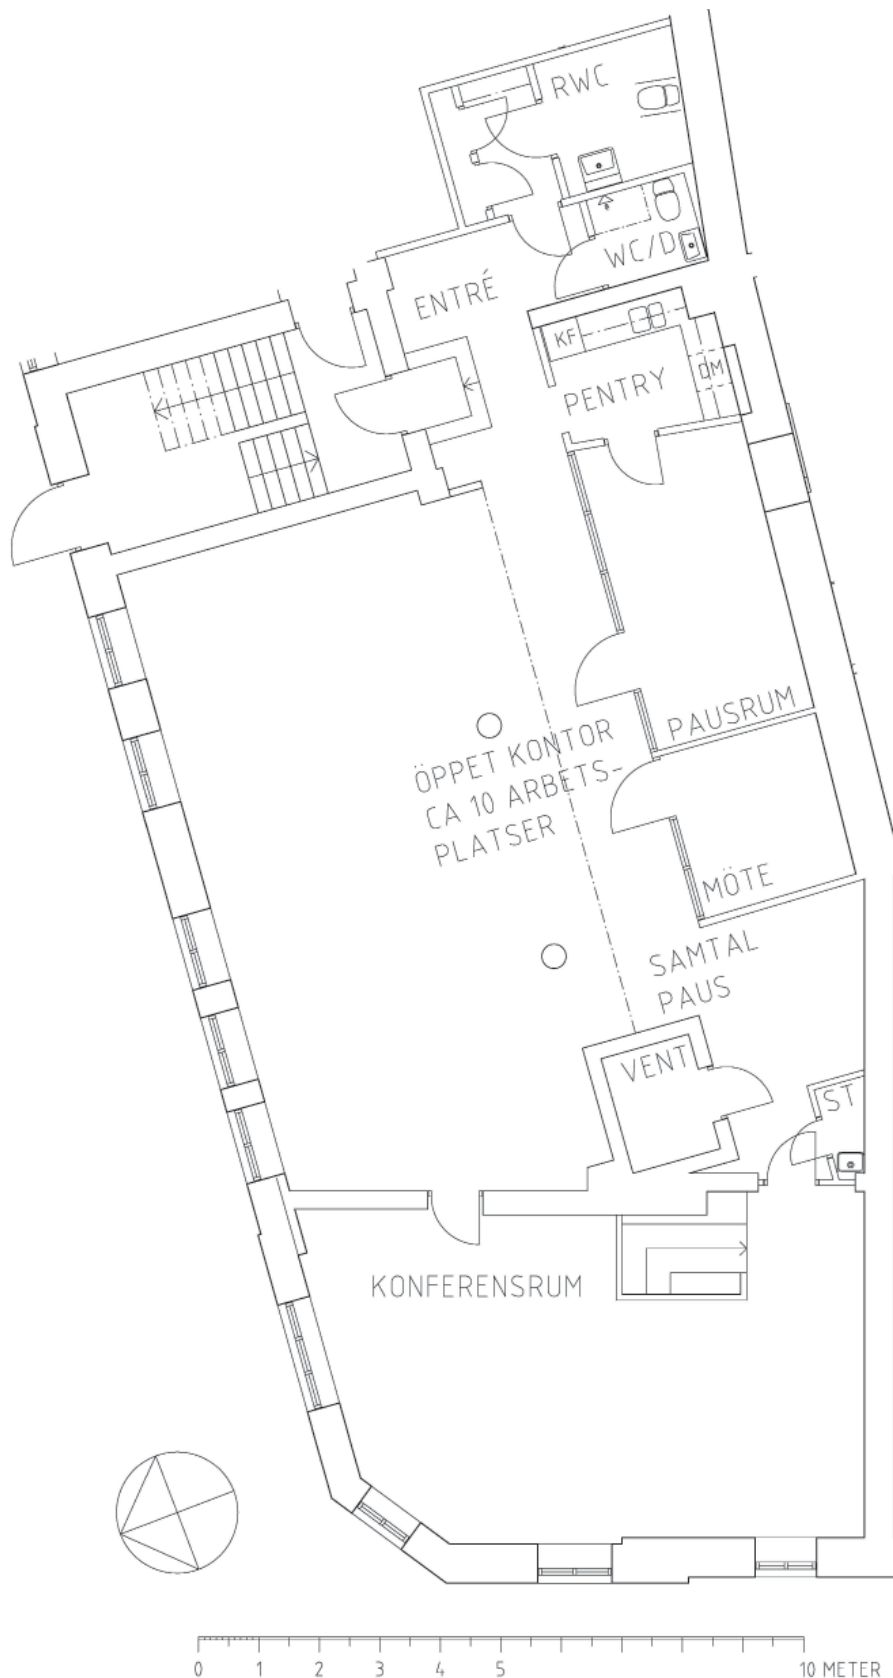 RWC
WC/D
ENTRÉ
KF
DM
PENTRY
PAUSRUM
ÖPPET KONTOR
CA 10 ARBETS-
PLATSER
MÖTE
SAMTAL
PAUS
VENT
ST
KONFERENSRUM
0 1 2 3 4 5 10 METER